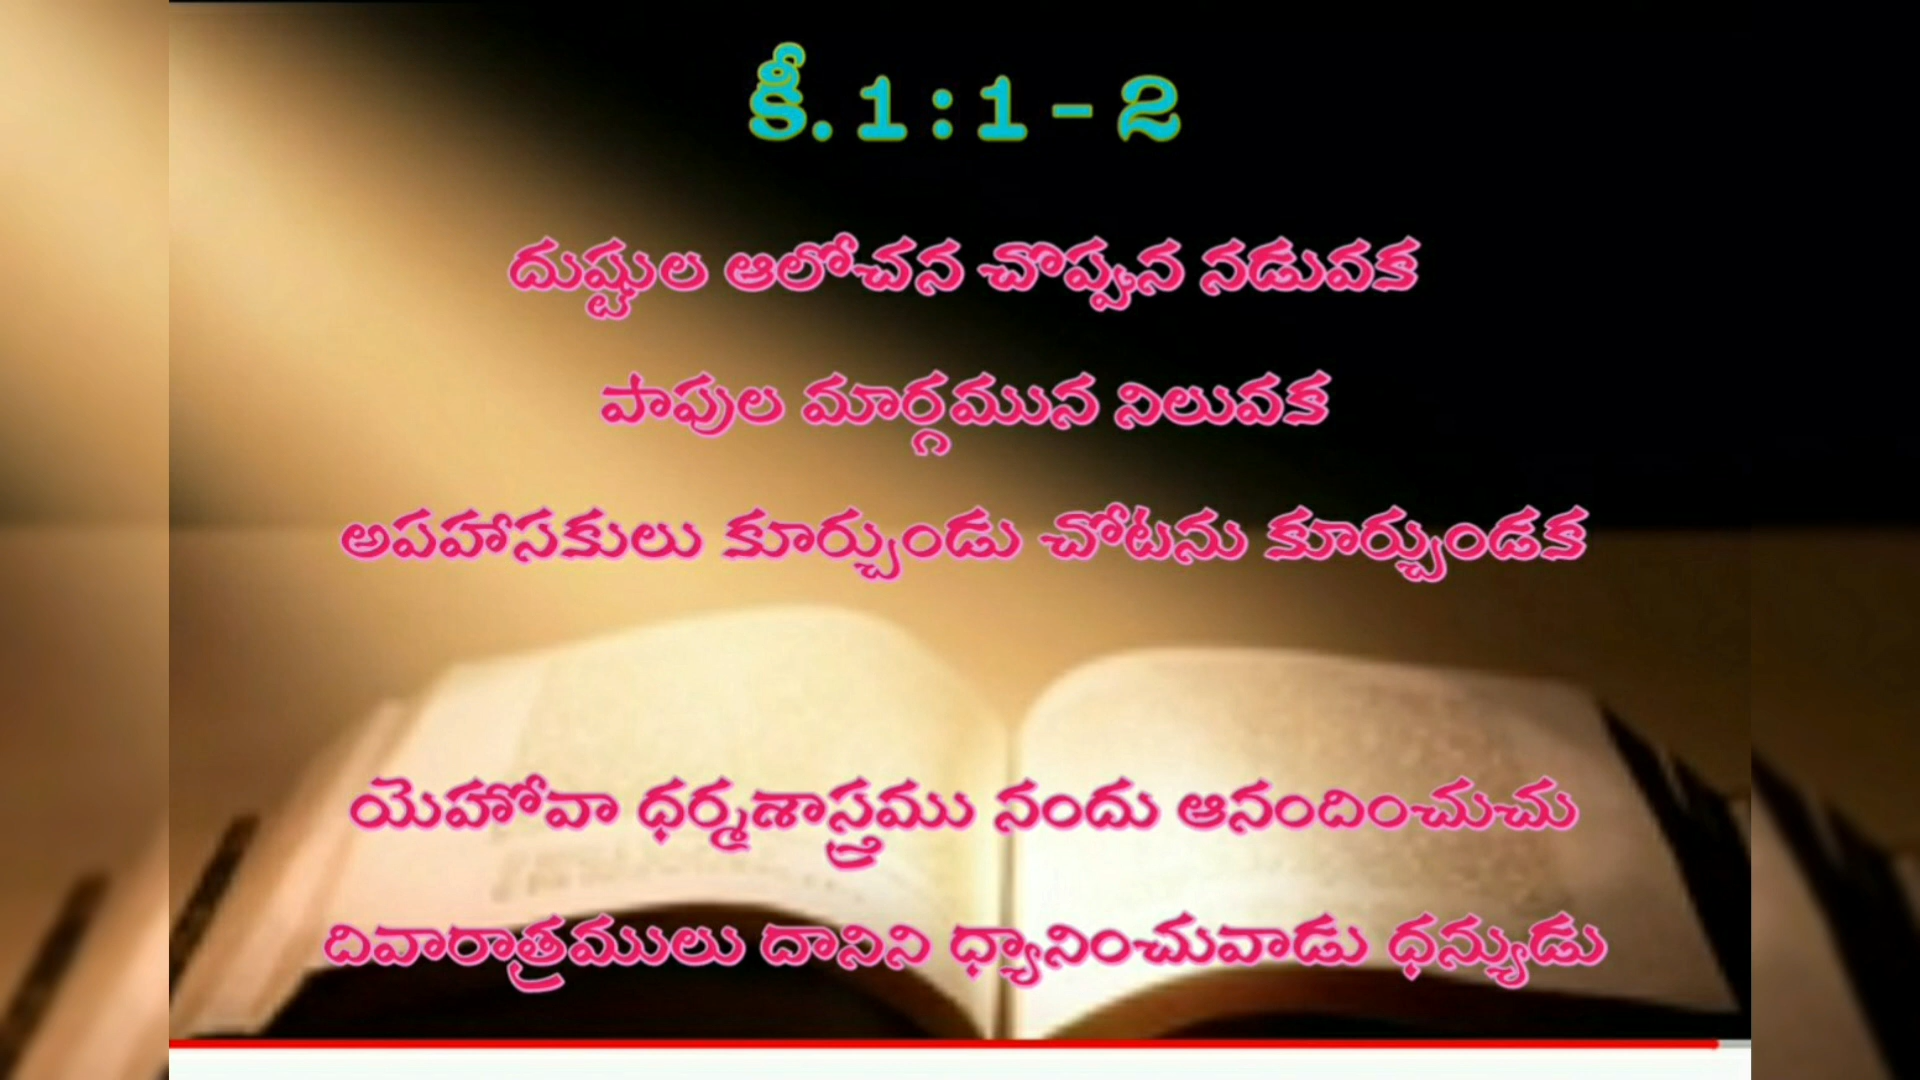 కీ. 1 : 1 - 2
దుష్టుల ఆలోచన చొప్పున నడువక
పాపుల మార్గమున నిలువక
అపహాసకులు కూర్చుండు చోటను కూర్చుండక
యెహోవా ధర్మశాస్త్రము నందు ఆనందించుచు
దివారాత్రములు దానిని ధ్యానించువాడు ధన్యుడు